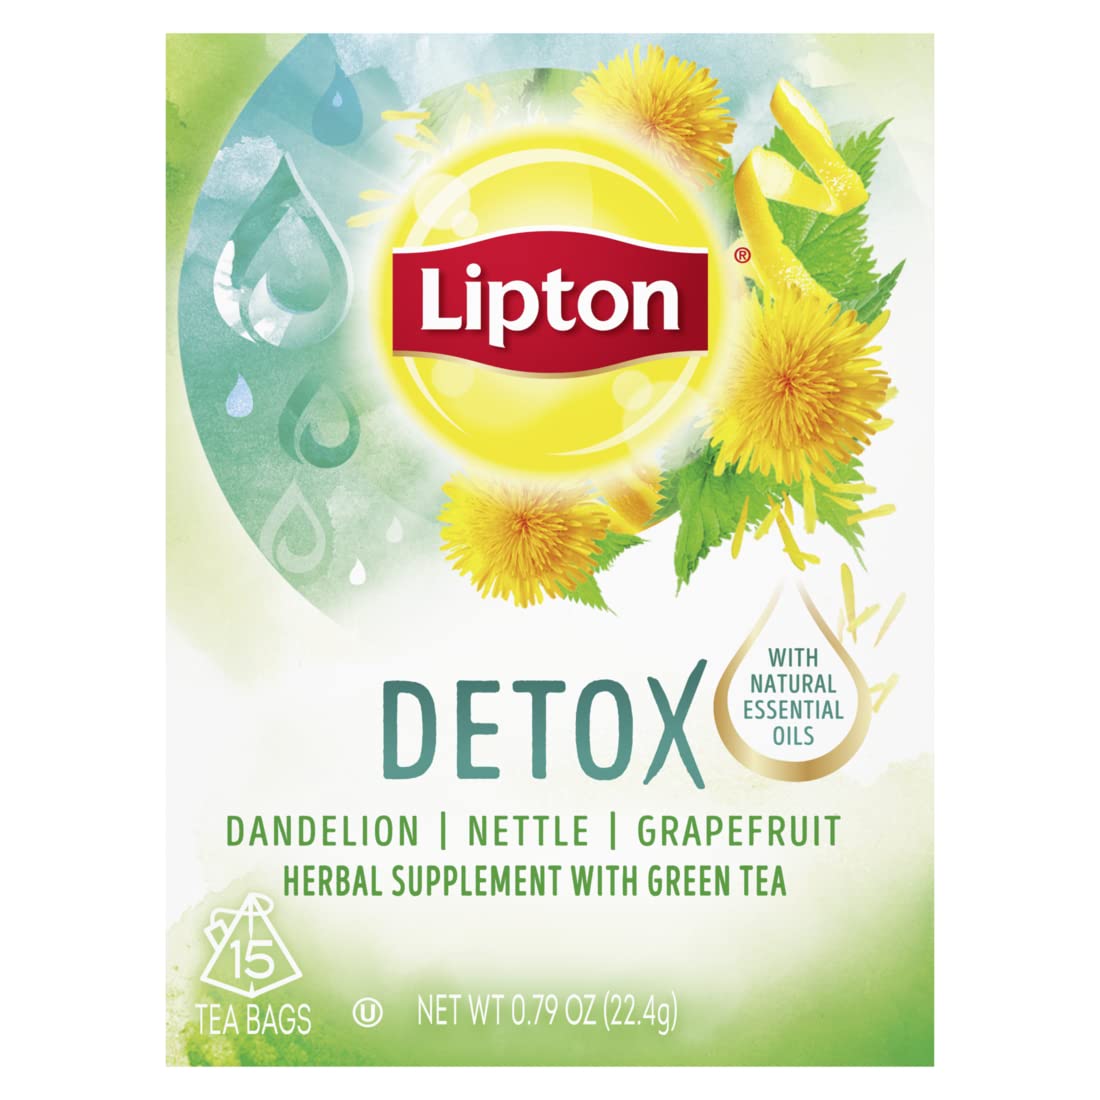 Lipton®
DETOX
WITH
NATURAL
ESSENTIAL
OILS
DANDELION | NETTLE | GRAPEFRUIT
HERBAL SUPPLEMENT WITH GREEN TEA
15
TEA BAGS
U
NET WT 0.79 OZ (22.4g)